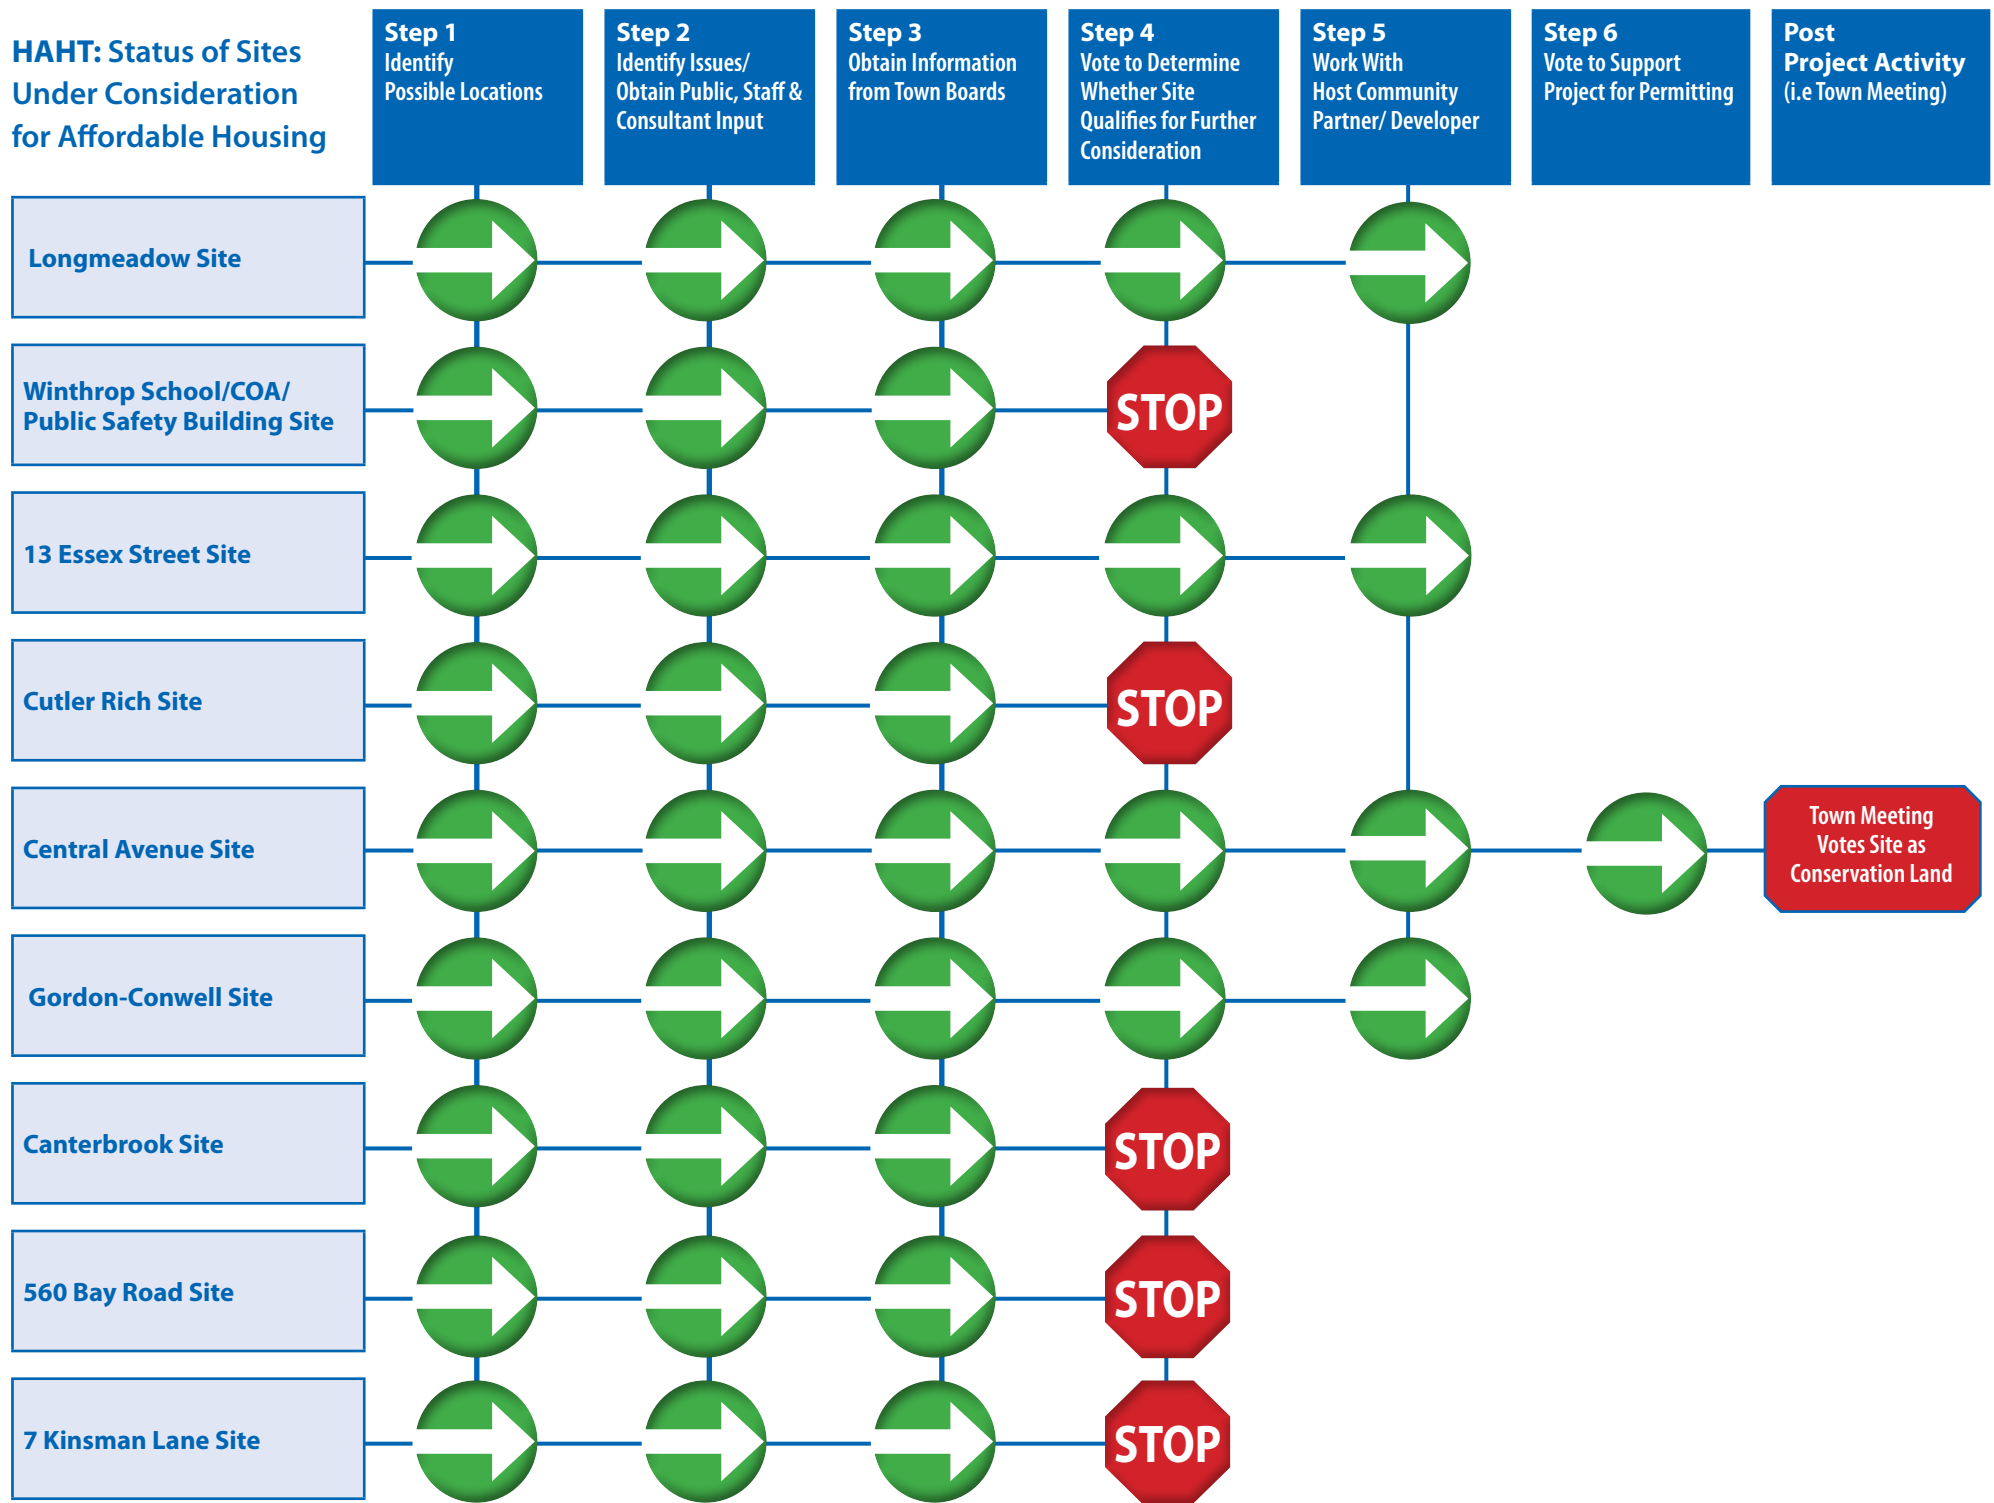 HAHT: Status of Sites
Under Consideration
for Affordable Housing
Step 1
Identify
Possible Locations
Step 2
Identify Issues/
Obtain Public, Staff &
Consultant Input
Step 3
Obtain Information
from Town Boards
Step 4
Vote to Determine
Whether Site
Qualifies for Further
Consideration
Step 5
Work With
Host Community
Partner/ Developer
Step 6
Vote to Support
Project for Permitting
Post
Project Activity
(i.e Town Meeting)
Longmeadow Site
Winthrop School/COA/
Public Safety Building Site
STOP
13 Essex Street Site
Cutler Rich Site
STOP
Central Avenue Site
Town Meeting
Votes Site as
Conservation Land
Gordon-Conwell Site
Canterbrook Site
STOP
560 Bay Road Site
STOP
7 Kinsman Lane Site
STOP